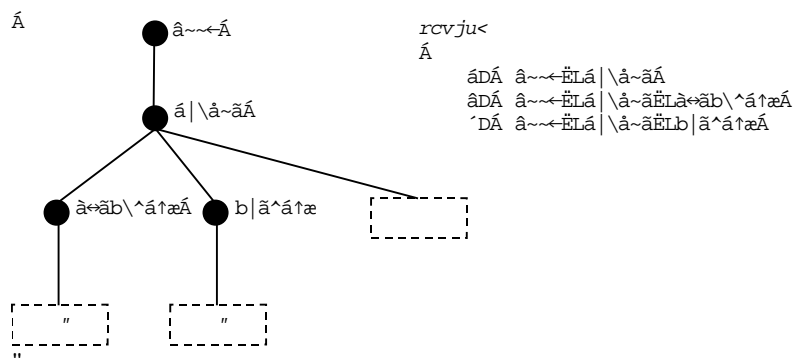 Á
â~~←Á
á|\å~ãÁ
à↔ãb\^á↑æÁ
b|ã^á↑æ
"
"
"
rcvju<
Á
áDÁ â~~←ËLá|\å~ãÁ
âDÁ â~~←ËLá|\å~ãËLà↔ãb\^á↑æÁ
´DÁ â~~←ËLá|\å~ãËLb|ã^á↑æÁ